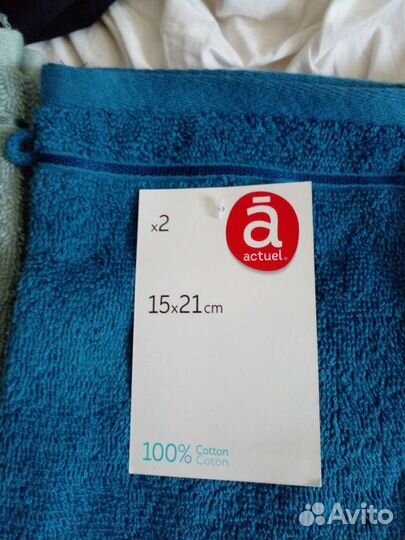 x2
ā
actuel
15x21cm
100% Cotton
Coton
Avito